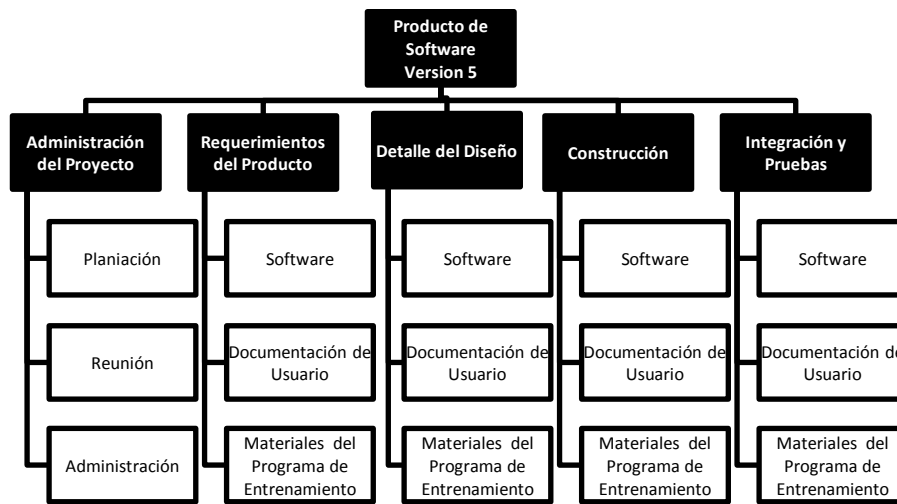 Producto de
Software
Version 5
Administración
del Proyecto
Requerimientos
del Producto
Detalle del Diseño
Construcción
Integración y
Pruebas
Planiación
Software
Software
Software
Software
Reunión
Documentación de
Usuario
Documentación de
Usuario
Documentación de
Usuario
Documentación de
Usuario
Administración
Materiales del
Programa de
Entrenamiento
Materiales del
Programa de
Entrenamiento
Materiales del
Programa de
Entrenamiento
Materiales del
Programa de
Entrenamiento